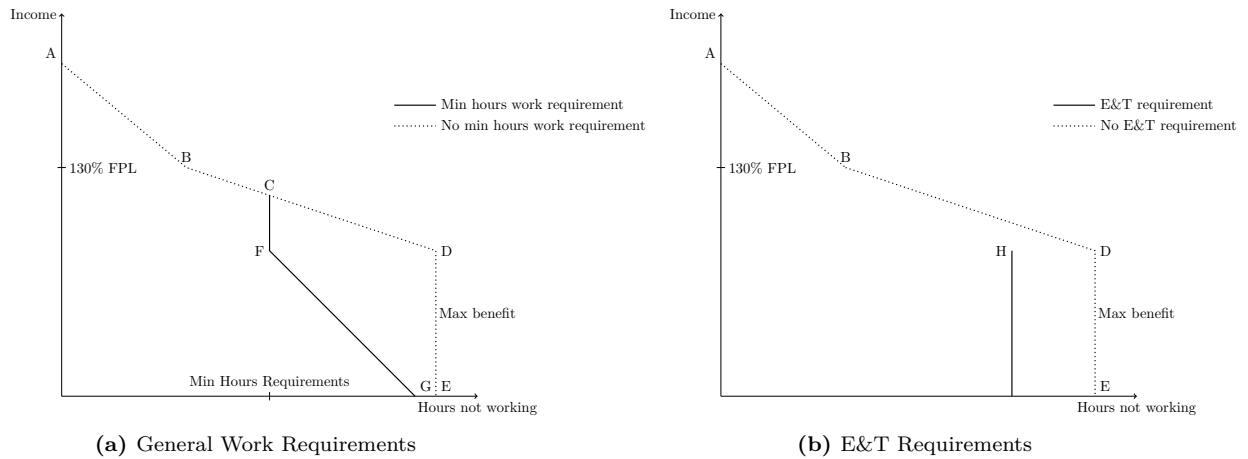 Income
A
Min hours work requirement
No min hours work requirement
B
130% FPL
C
F
D
Max benefit
Min Hours Requirements
G
E
Hours not working
(a) General Work Requirements
Income
A
E&T requirement
No E&T requirement
B
130% FPL
H
D
Max benefit
E
Hours not working
(b) E&T Requirements